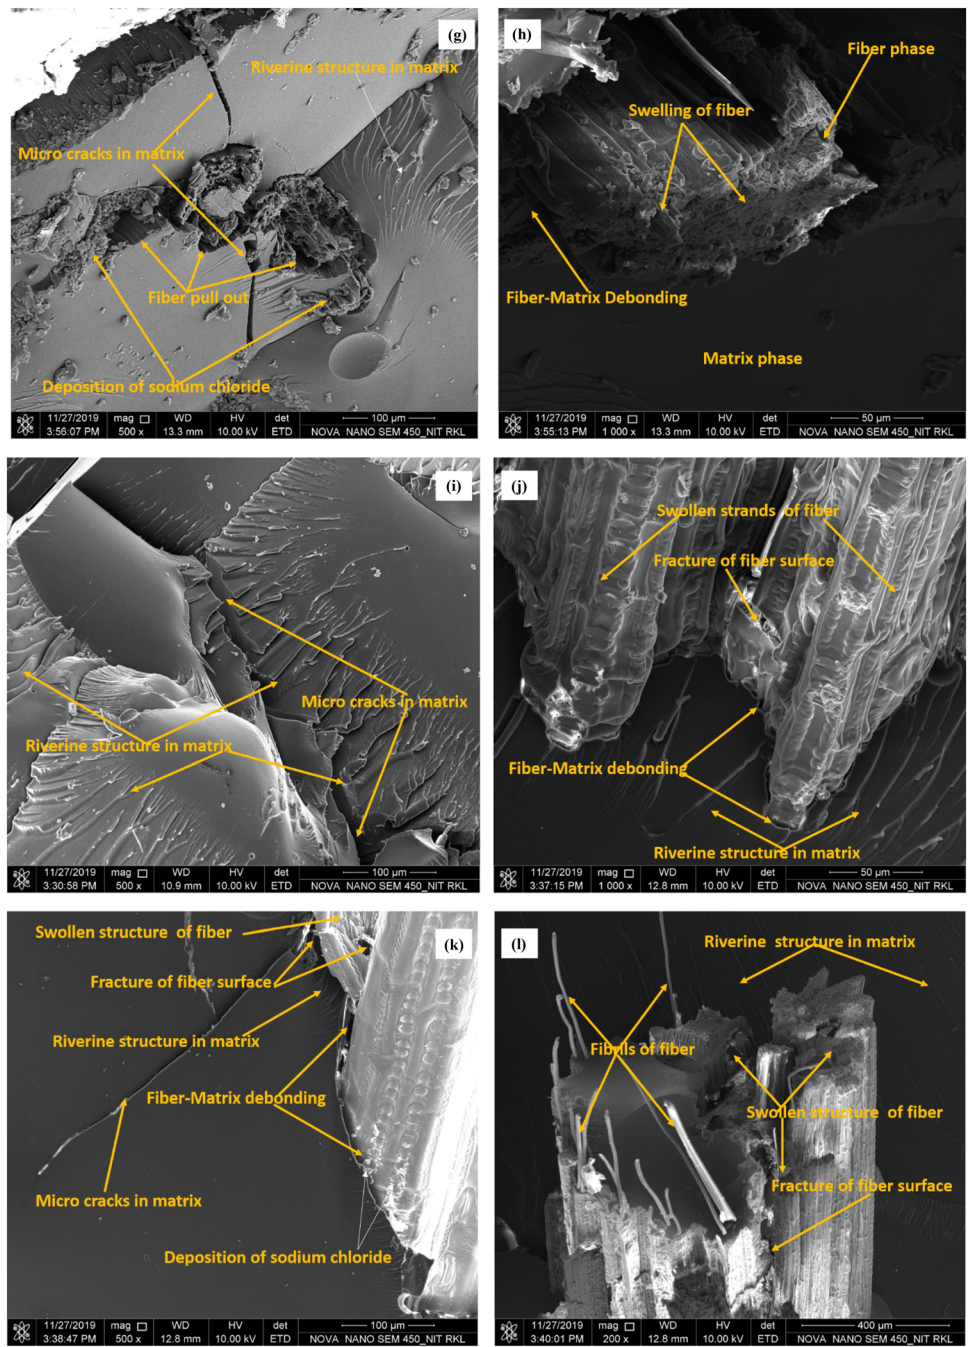 (g)
Riverine structure in matrix
Micro cracks in matrix
Fiber pull out
Deposition of sodium chloride
11/27/2019 mag WD HV det 100 µm
3:56:07 PM 500 x 13.3 mm 10.00 kV ETD NOVA NANO SEM 450_NIT RKL
(h)
Fiber phase
Swelling of fiber
Fiber-Matrix Debonding
Matrix phase
11/27/2019 mag WD HV det 50 µm
3:55:13 PM 1 000 x 13.3 mm 10.00 kV ETD NOVA NANO SEM 450_NIT RKL
(i)
Micro cracks in matrix
Riverine structure in matrix
11/27/2019 mag WD HV det 100 µm
3:30:58 PM 500 x 10.9 mm 10.00 kV ETD NOVA NANO SEM 450_NIT RKL
(j)
Swollen strands of fiber
Fracture of fiber surface
Fiber-Matrix debonding
Riverine structure in matrix
11/27/2019 mag WD HV det 50 µm
3:37:15 PM 1 000 x 12.8 mm 10.00 kV ETD NOVA NANO SEM 450_NIT RKL
(k)
Swollen structure of fiber
Fracture of fiber surface
Riverine structure in matrix
Fiber-Matrix debonding
Micro cracks in matrix
Deposition of sodium chloride
11/27/2019 mag WD HV det 100 µm
3:38:47 PM 500 x 12.8 mm 10.00 kV ETD NOVA NANO SEM 450_NIT RKL
(l)
Riverine structure in matrix
Fibrils of fiber
Swollen structure of fiber
Fracture of fiber surface
11/27/2019 mag WD HV det 400 µm
3:40:01 PM 200 x 12.8 mm 10.00 kV ETD NOVA NANO SEM 450_NIT RKL